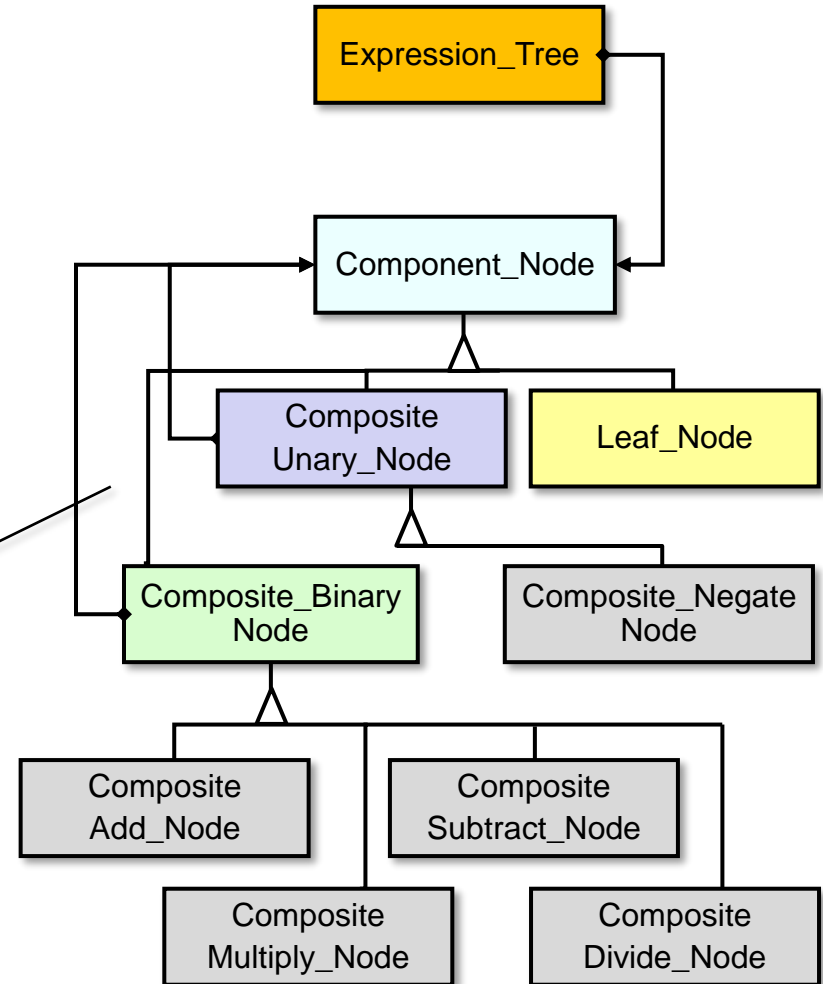 Expression_Tree
Component_Node
Composite
Unary_Node
Leaf_Node
Composite_Binary
Node
Composite_Negate
Node
Composite
Add_Node
Composite
Subtract_Node
Composite
Multiply_Node
Composite
Divide_Node